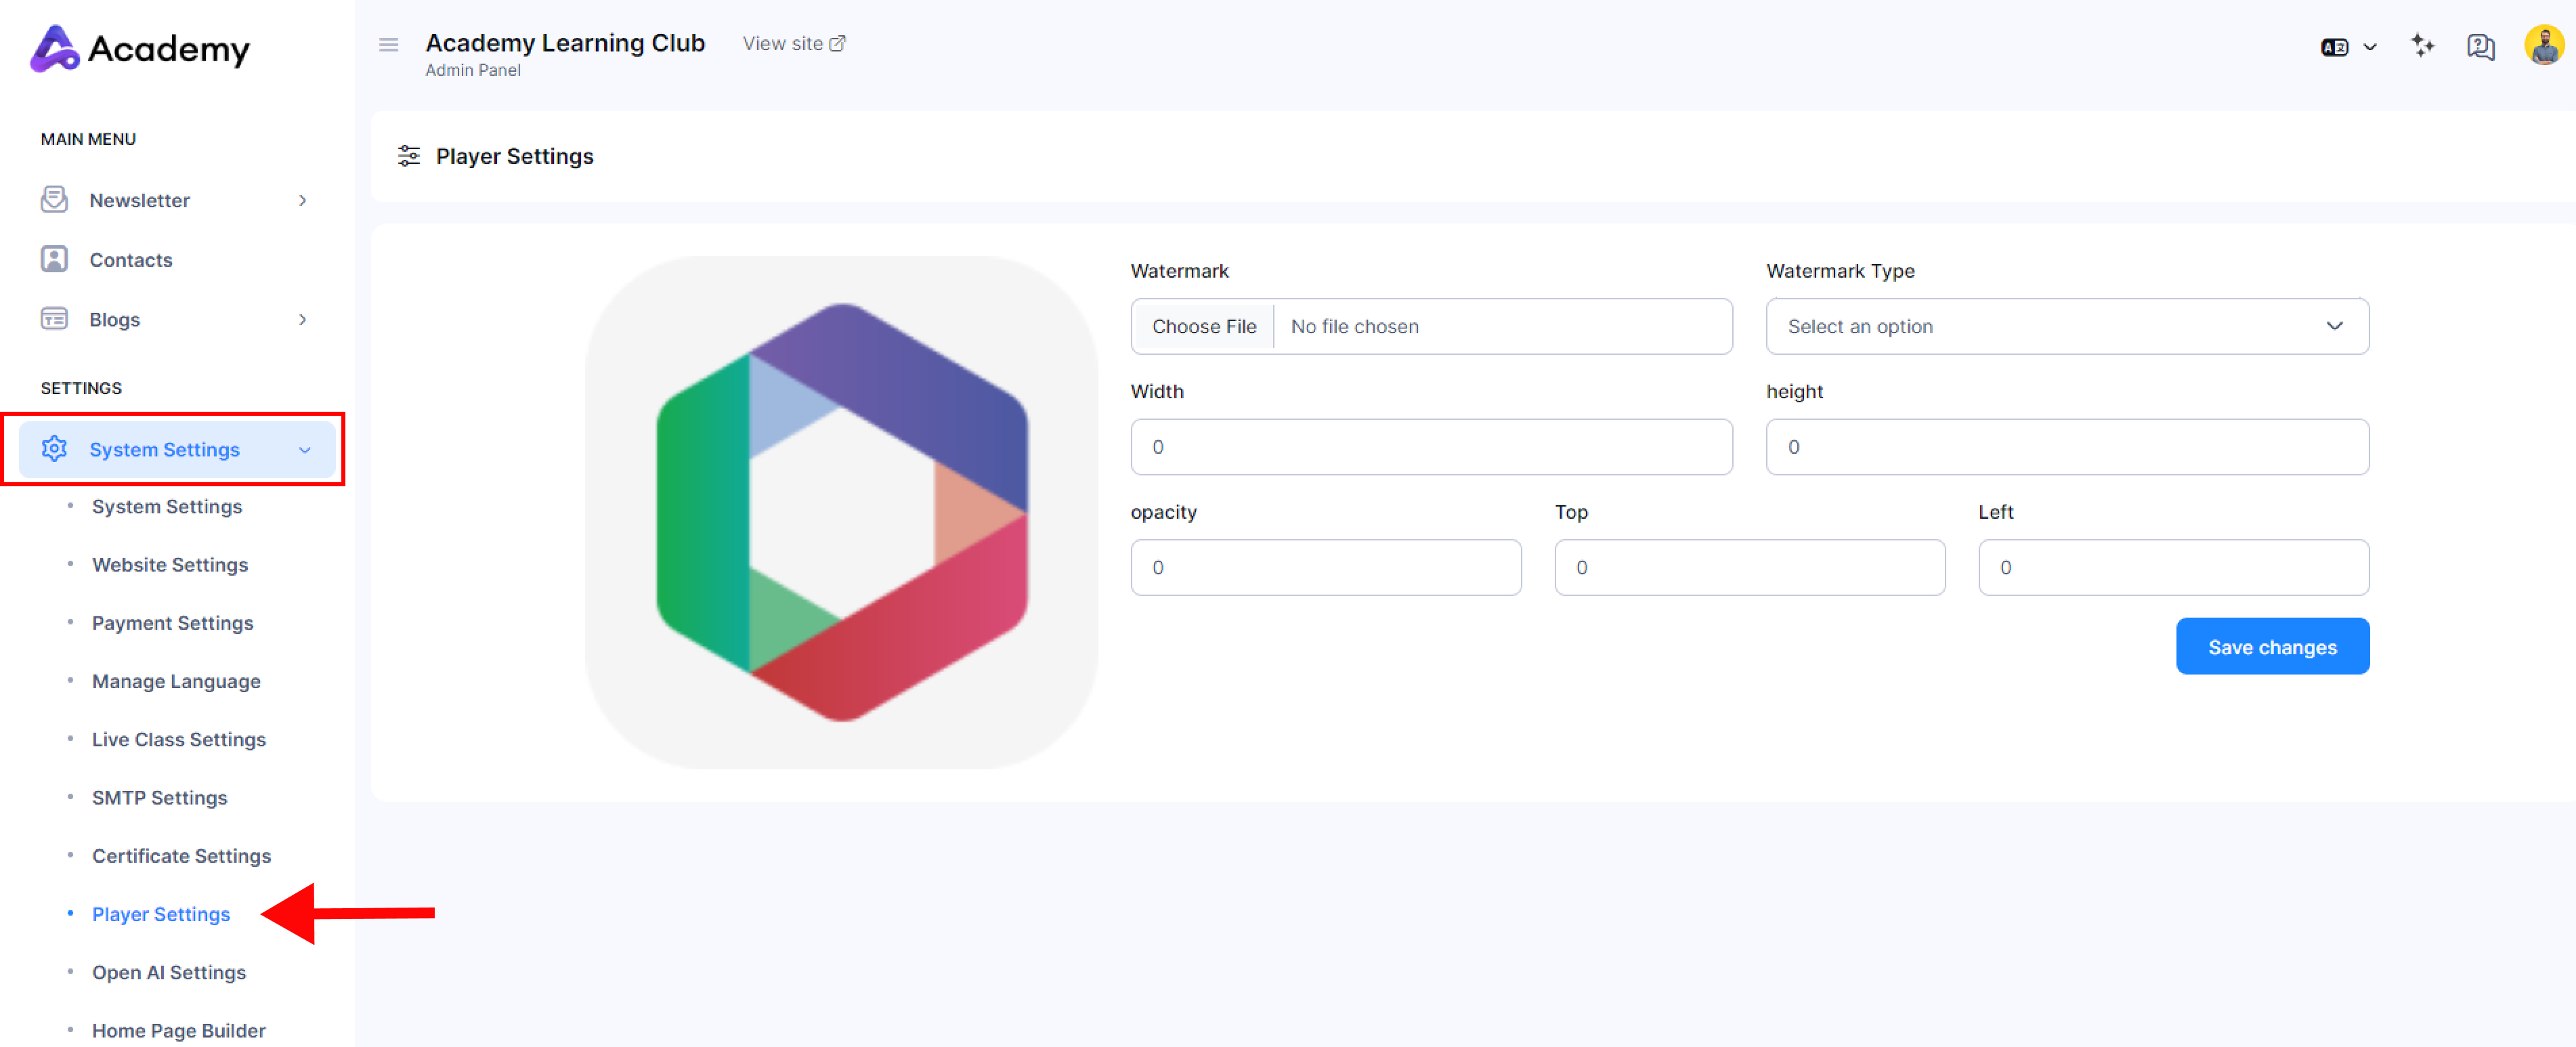 Academy
Academy Learning Club
View site
Admin Panel
MAIN MENU
Newsletter
Contacts
Blogs
SETTINGS
System Settings
System Settings
Website Settings
Payment Settings
Manage Language
Live Class Settings
SMTP Settings
Certificate Settings
Player Settings
Open AI Settings
Home Page Builder
Player Settings
Watermark
Watermark Type
Choose File
No file chosen
Select an option
Width
height
0
0
opacity
Top
Left
0
0
0
Save changes